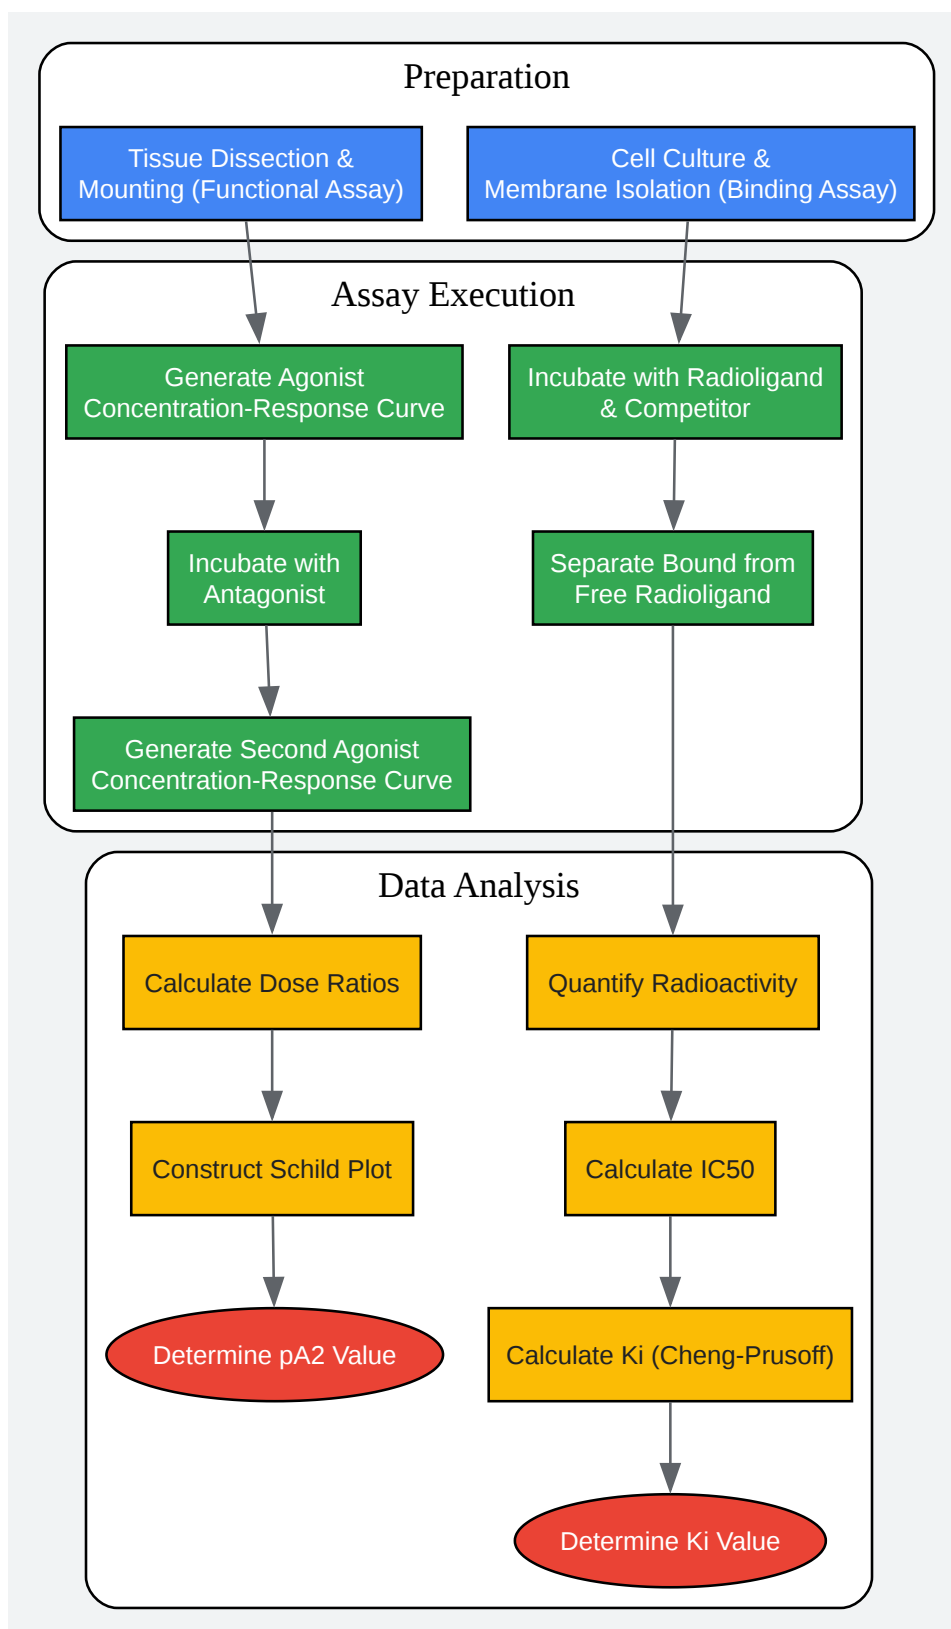 Preparation
Tissue Dissection &
Mounting (Functional Assay)
Cell Culture &
Membrane Isolation (Binding Assay)
Assay Execution
Generate Agonist
Concentration-Response Curve
Incubate with Radioligand
& Competitor
Incubate with
Antagonist
Separate Bound from
Free Radioligand
Generate Second Agonist
Concentration-Response Curve
Data Analysis
Calculate Dose Ratios
Quantify Radioactivity
Construct Schild Plot
Calculate IC50
Determine pA2 Value
Calculate Ki (Cheng-Prusoff)
Determine Ki Value